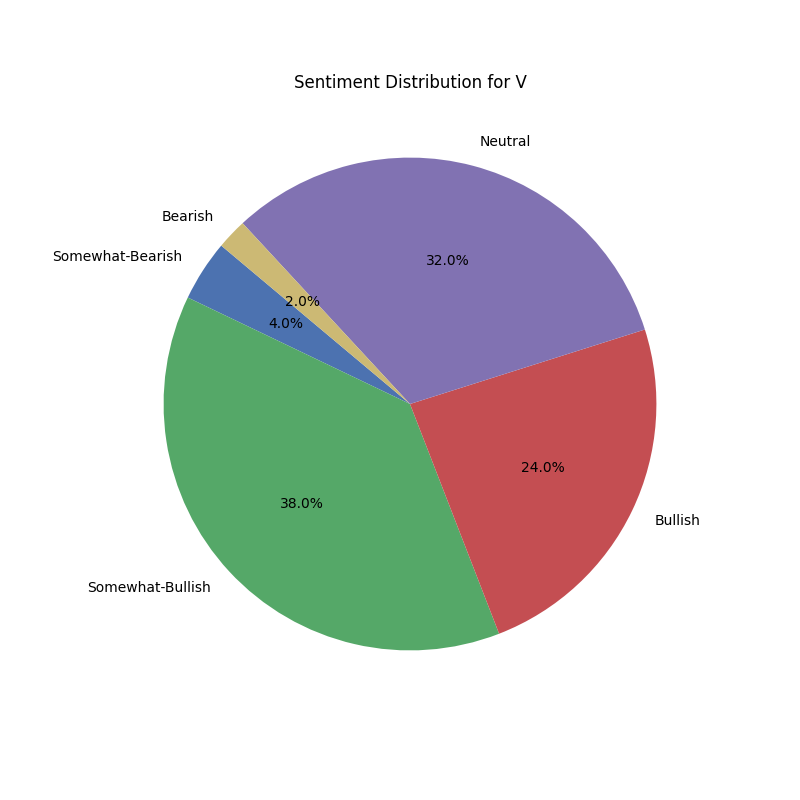 Sentiment Distribution for V
Neutral
Bearish
Somewhat-Bearish
32.0%
2.0%
4.0%
24.0%
38.0%
Bullish
Somewhat-Bullish